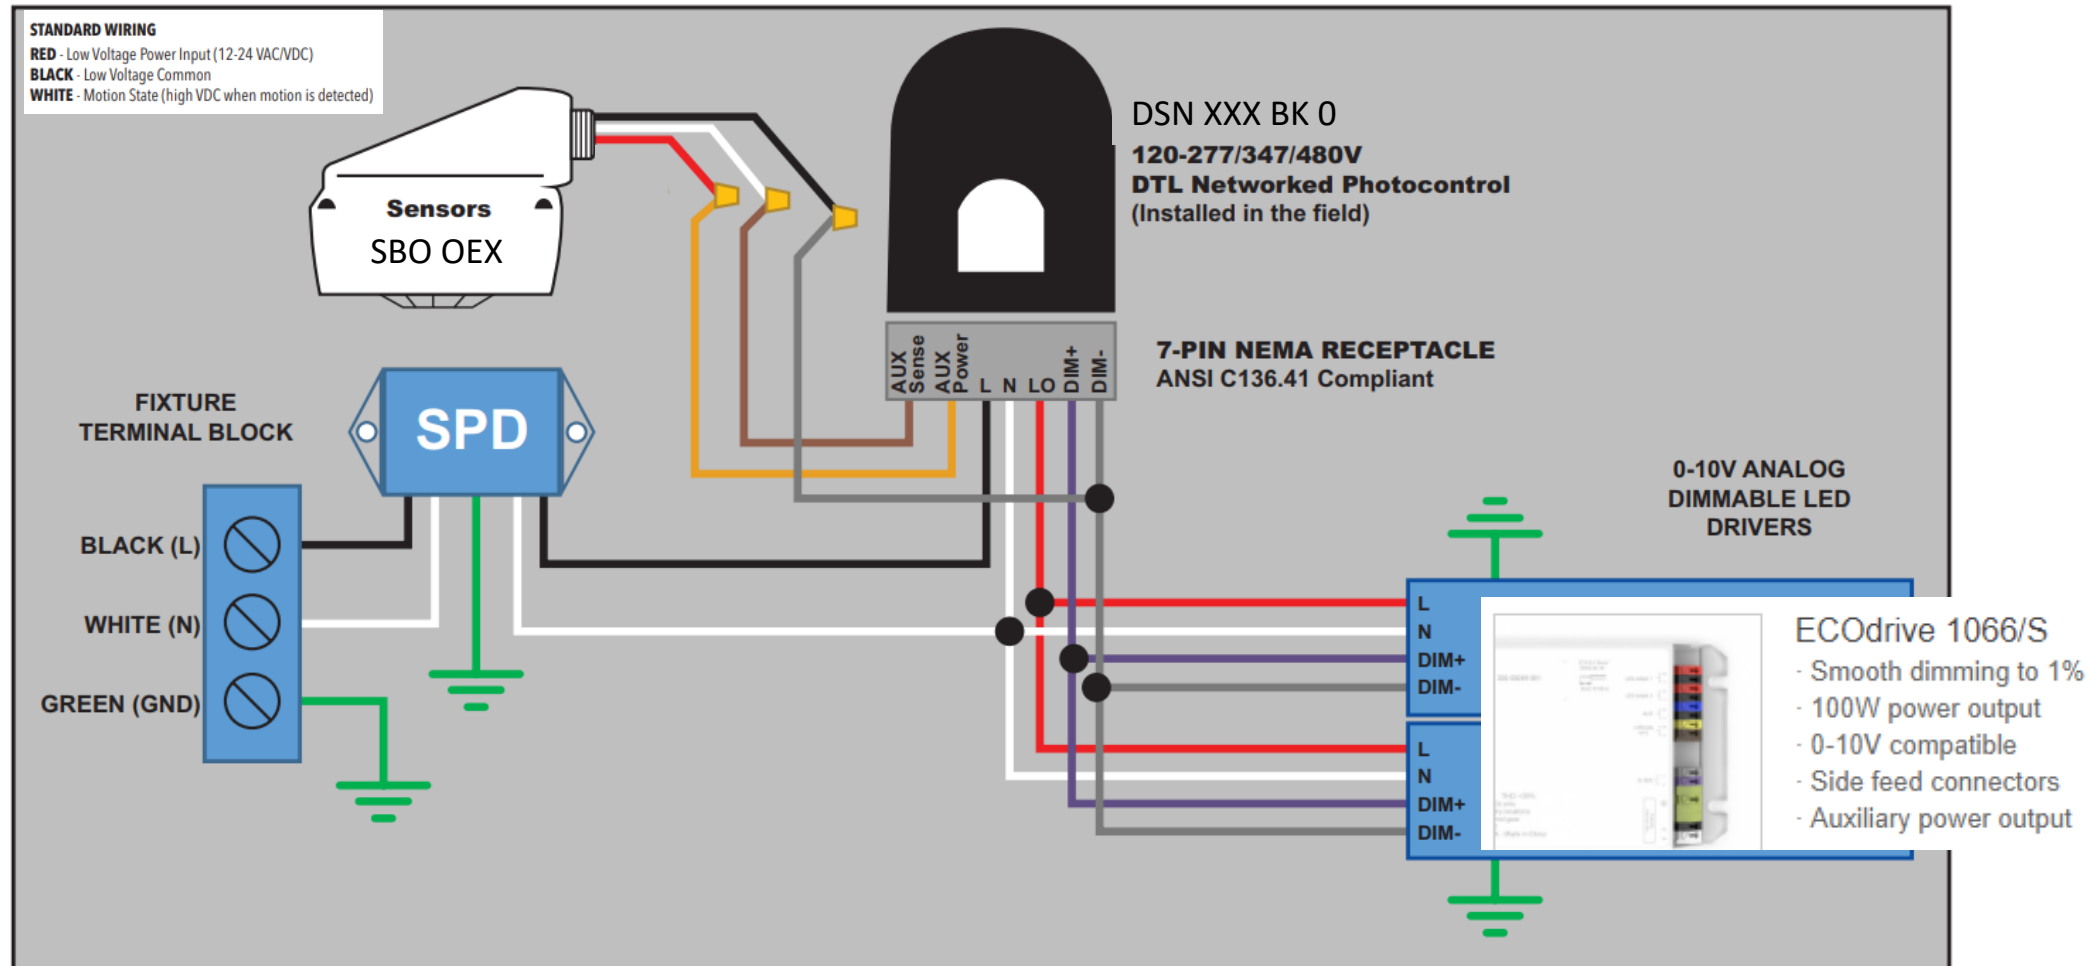 STANDARD WIRING
RED - Low Voltage Power Input (12-24 VAC/VDC)
BLACK - Low Voltage Common
WHITE - Motion State (high VDC when motion is detected)
Sensors
SBO OEX
DSN XXX BK 0
120-277/347/480V
DTL Networked Photocontrol
(Installed in the field)
AUX Sense
AUX Power
L
N
LO
DIM+
DIM-
7-PIN NEMA RECEPTACLE
ANSI C136.41 Compliant
FIXTURE
TERMINAL BLOCK
SPD
BLACK (L)
WHITE (N)
GREEN (GND)
0-10V ANALOG
DIMMABLE LED
DRIVERS
L
N
DIM+
DIM-
L
N
DIM+
DIM-
ECOdrive 1066/S
· Smooth dimming to 1%
· 100W power output
· 0-10V compatible
· Side feed connectors
· Auxiliary power output